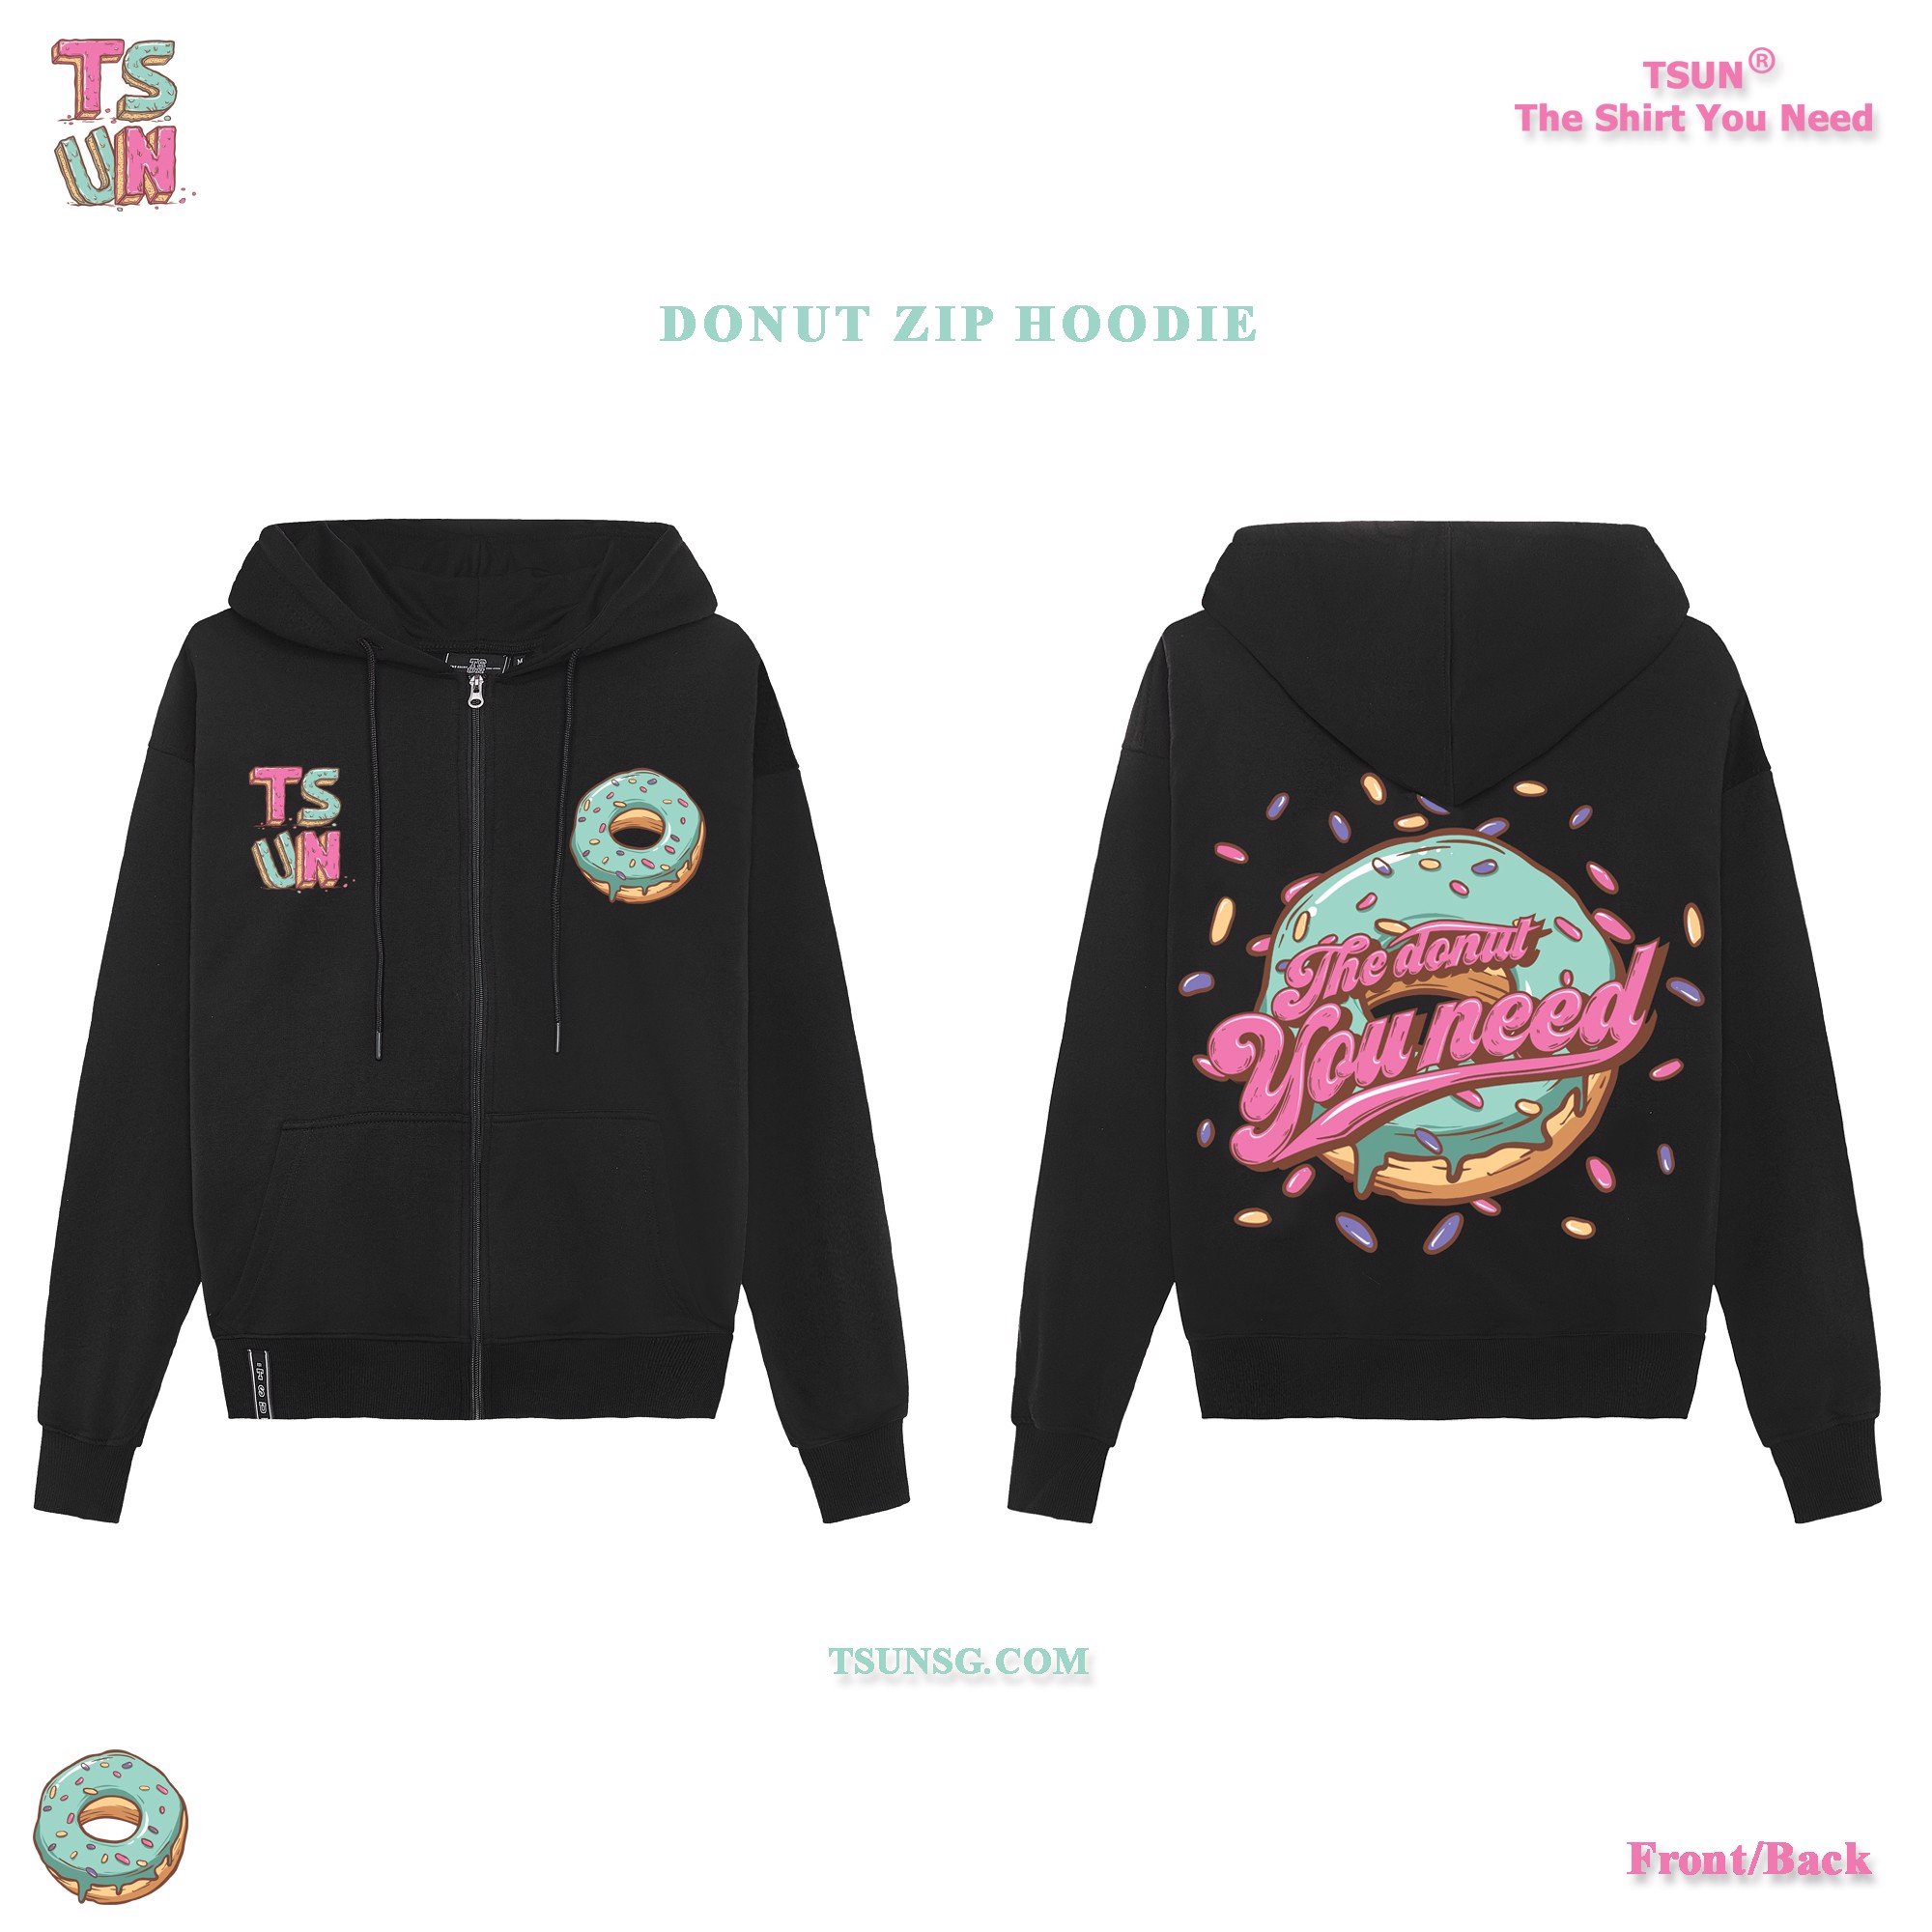 TS
UN
TSUN®
The Shirt You Need
DONUT ZIP HOODIE
TS
UN
M
The donut
You need
TSUNSG.COM
Front/Back